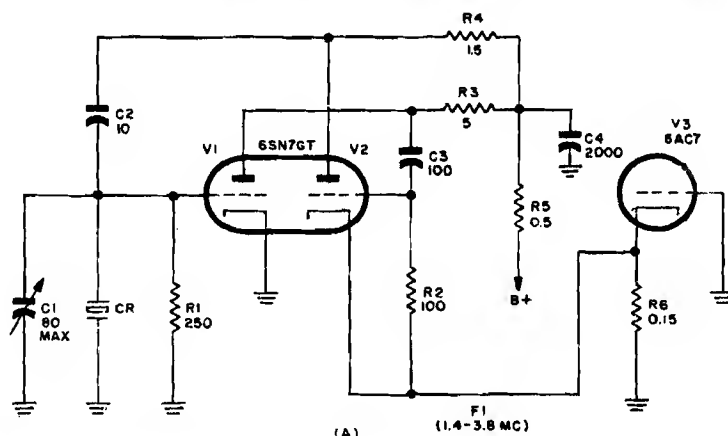 R4
1.5
R3
5
C2
10
V1
6SN7GT
V2
C3
100
C4
2000
V3
6AC7
R5
0.5
B+
C1
80
MAX
CR
R1
250
R2
100
R6
0.15
F1
(1.4-3.8 MC)
(A)